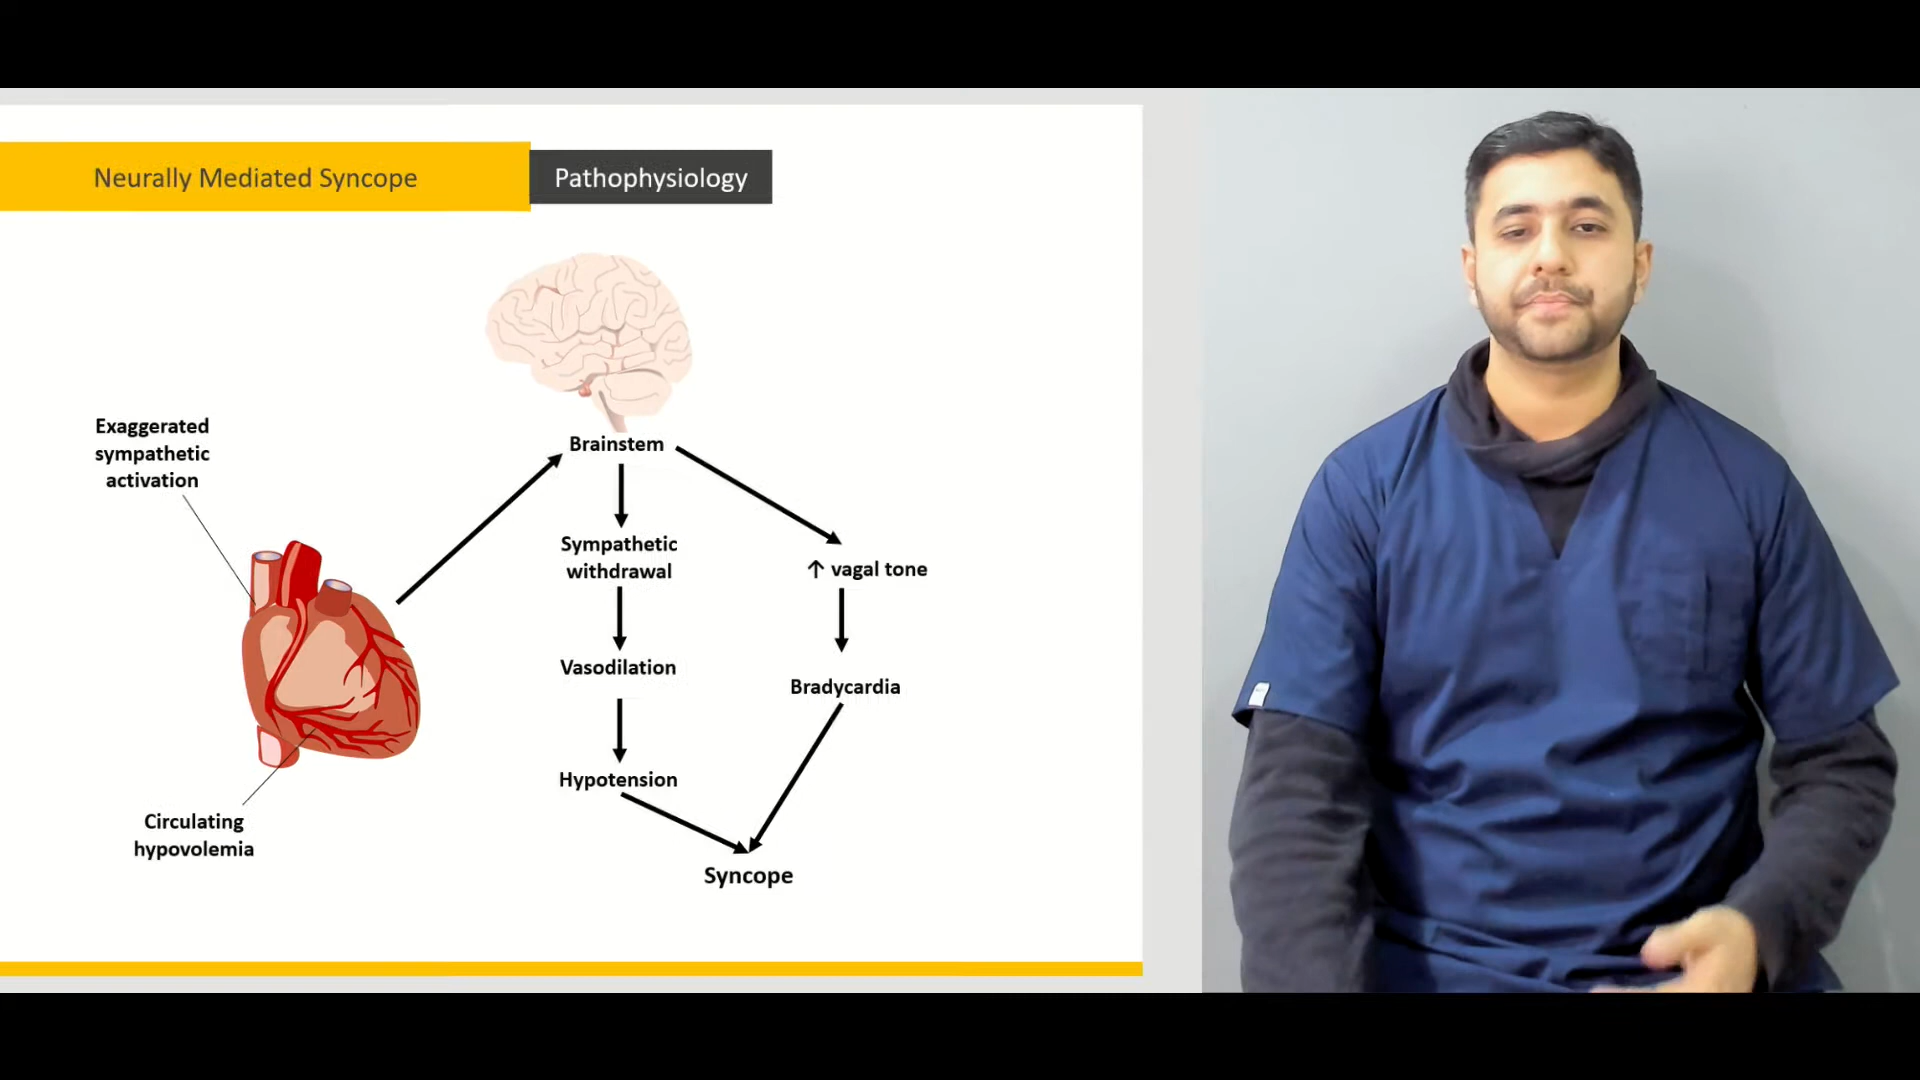 Neurally Mediated Syncope
Pathophysiology
Exaggerated
sympathetic
activation
Brainstem
Sympathetic
withdrawal
↑ vagal tone
Vasodilation
Bradycardia
Hypotension
Circulating
hypovolemia
Syncope